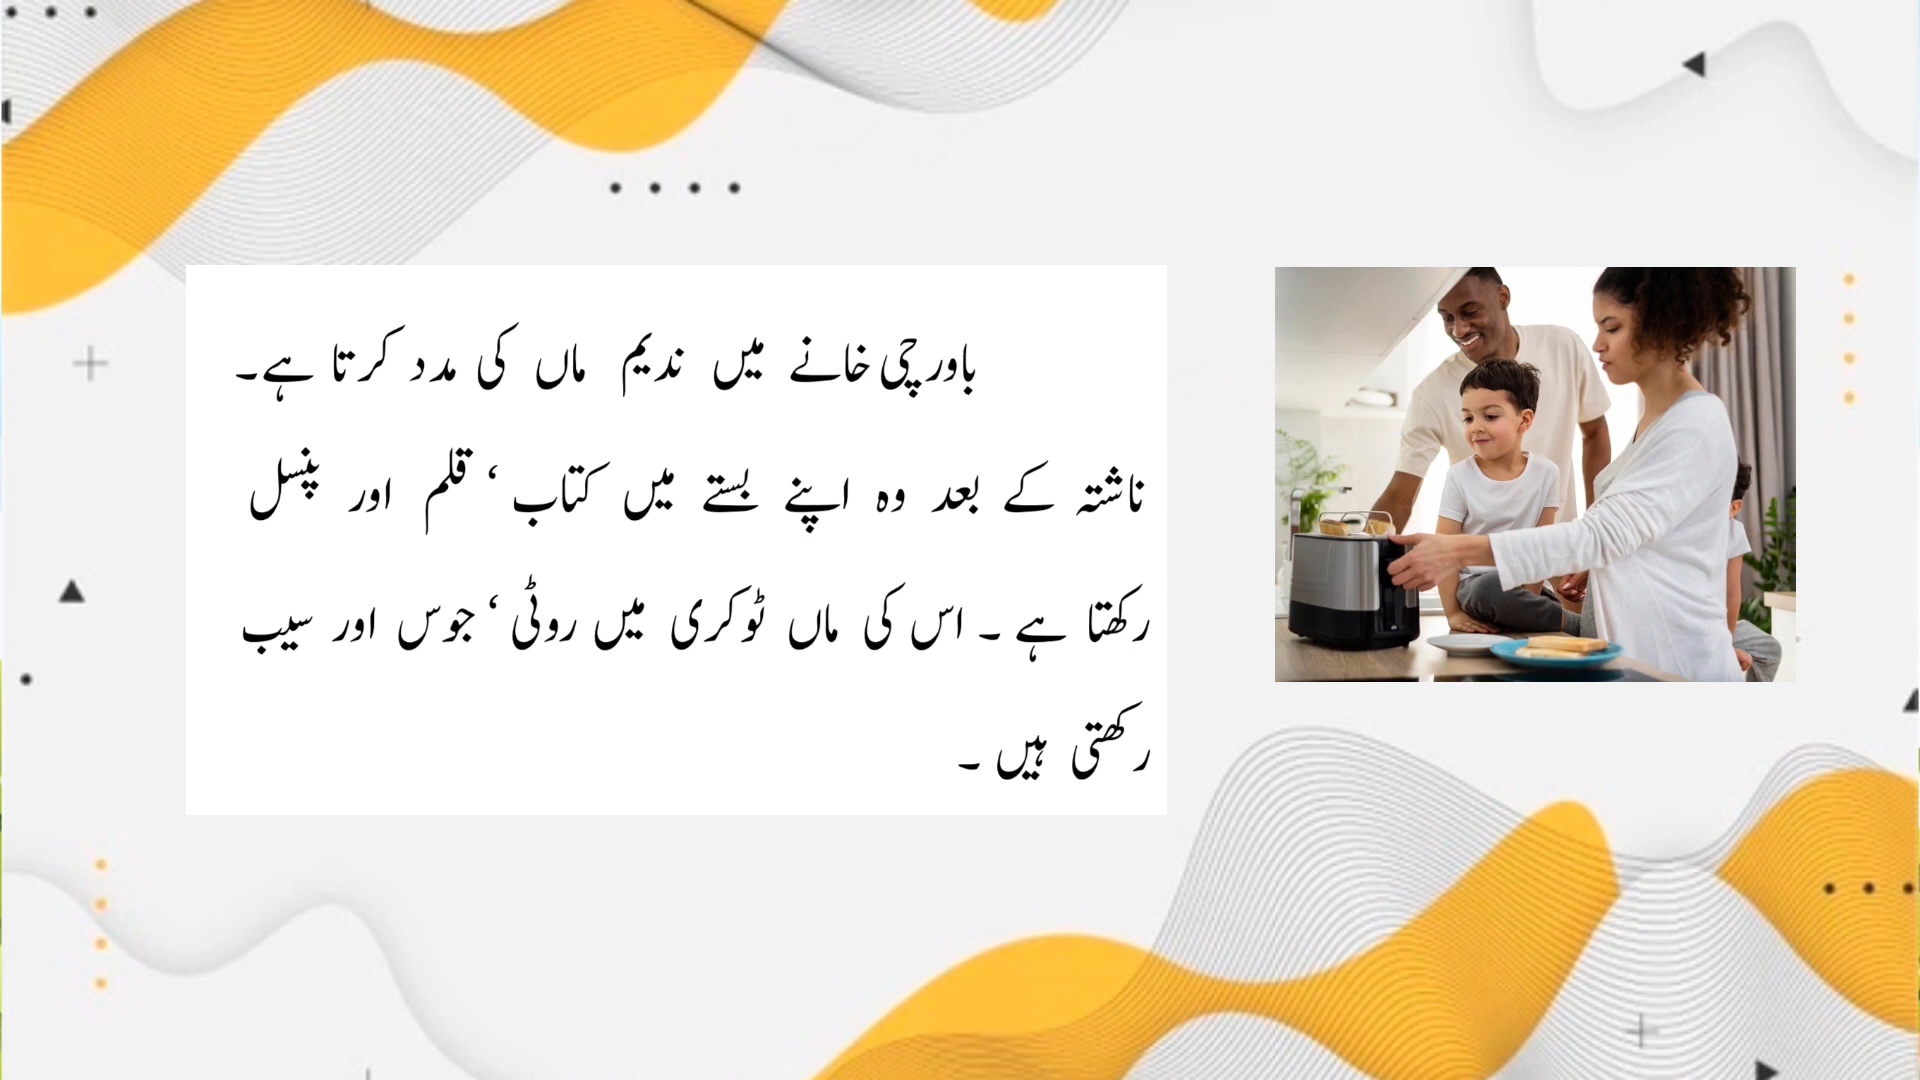 باورچی خانے میں ندیم ماں کی مدد کرتا ہے۔
ناشتہ کے بعد وہ اپنے بستے میں کتاب ‘ قلم اور پنسل
رکھتا ہے ۔ اس کی ماں ٹوکری میں روٹی ‘ جوس اور سیب
رکھتی ہیں ۔